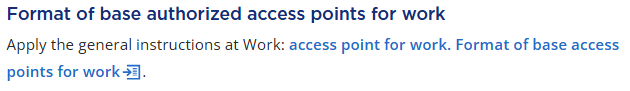 Format of base authorized access points for work
Apply the general instructions at Work: access point for work. Format of base access
points for work.